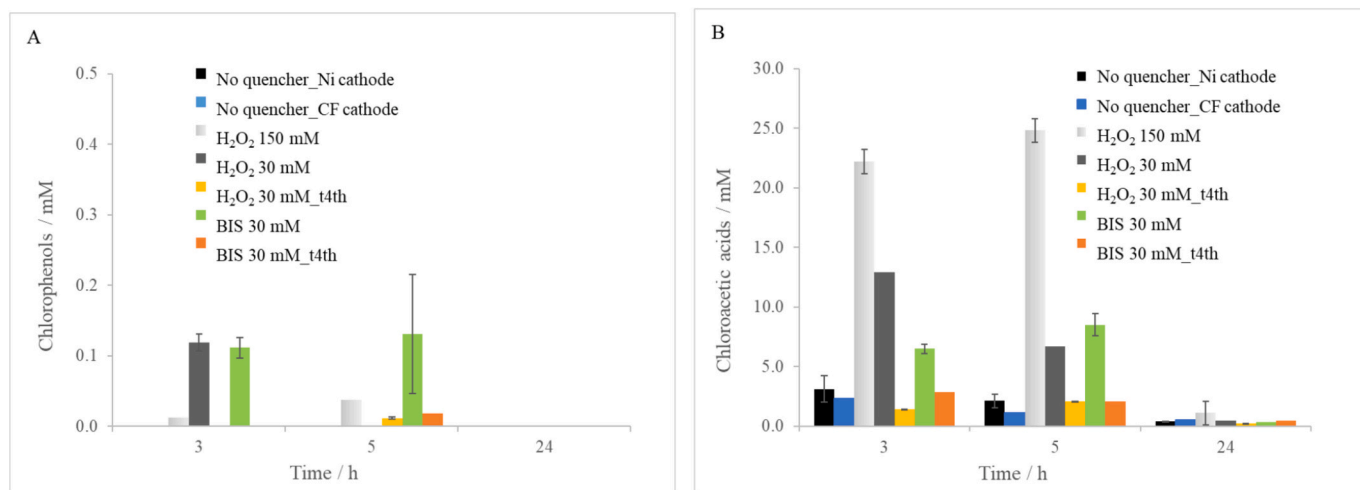 A
Chlorophenols / mM
0.5
0.4
0.3
0.2
0.1
0.0
No quencher_Ni cathode
No quencher_CF cathode
H₂O₂ 150 mM
H₂O₂ 30 mM
H₂O₂ 30 mM_t4th
BIS 30 mM
BIS 30 mM_t4th
3
5
24
Time / h
B
Chloroacetic acids / mM
30.0
25.0
20.0
15.0
10.0
5.0
0.0
No quencher_Ni cathode
No quencher_CF cathode
H₂O₂ 150 mM
H₂O₂ 30 mM
H₂O₂ 30 mM_t4th
BIS 30 mM
BIS 30 mM_t4th
3
5
24
Time / h